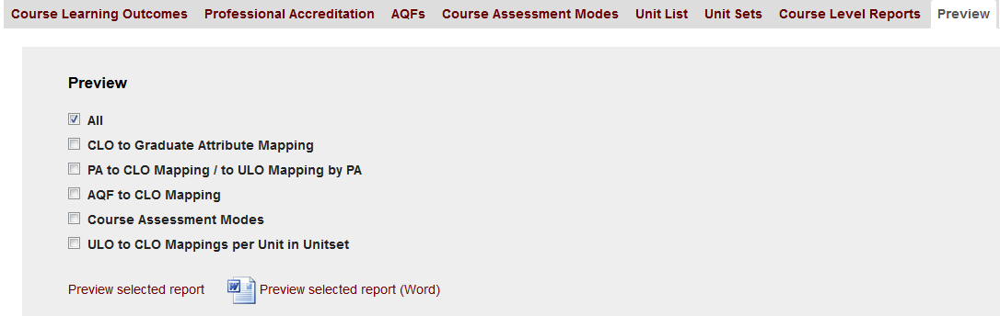 Course Learning Outcomes Professional Accreditation AQFs Course Assessment Modes Unit List Unit Sets Course Level Reports Preview
Preview
All
CLO to Graduate Attribute Mapping
PA to CLO Mapping / to ULO Mapping by PA
AQF to CLO Mapping
Course Assessment Modes
ULO to CLO Mappings per Unit in Unitset
Preview selected report Preview selected report (Word)